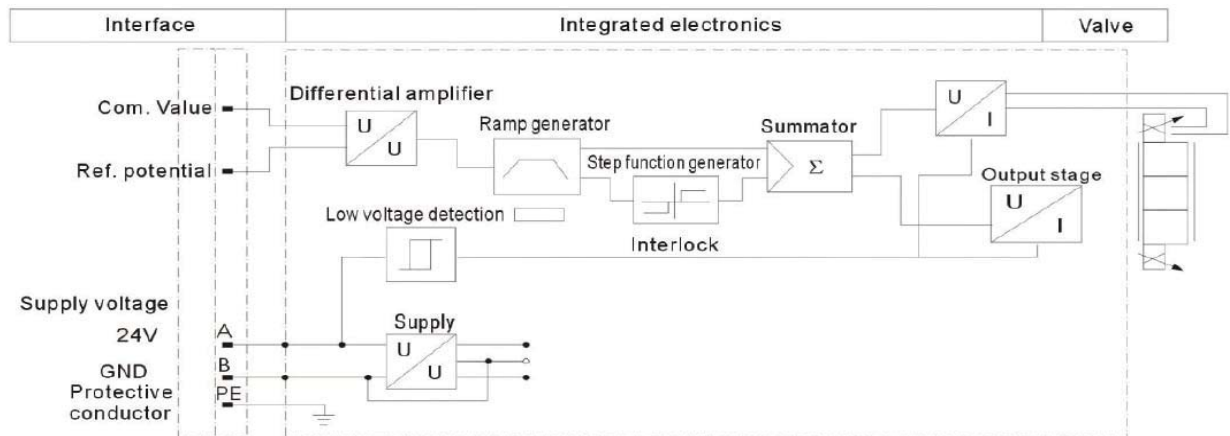 Interface
Integrated electronics
Valve
Com. Value
Ref. potential
Differential amplifier
U
U
Ramp generator
Step function generator
Interlock
Summator
Σ
U
I
Output stage
U
I
Low voltage detection
Supply voltage
24V
A
Supply
U
U
GND
B
Protective
conductor
PE